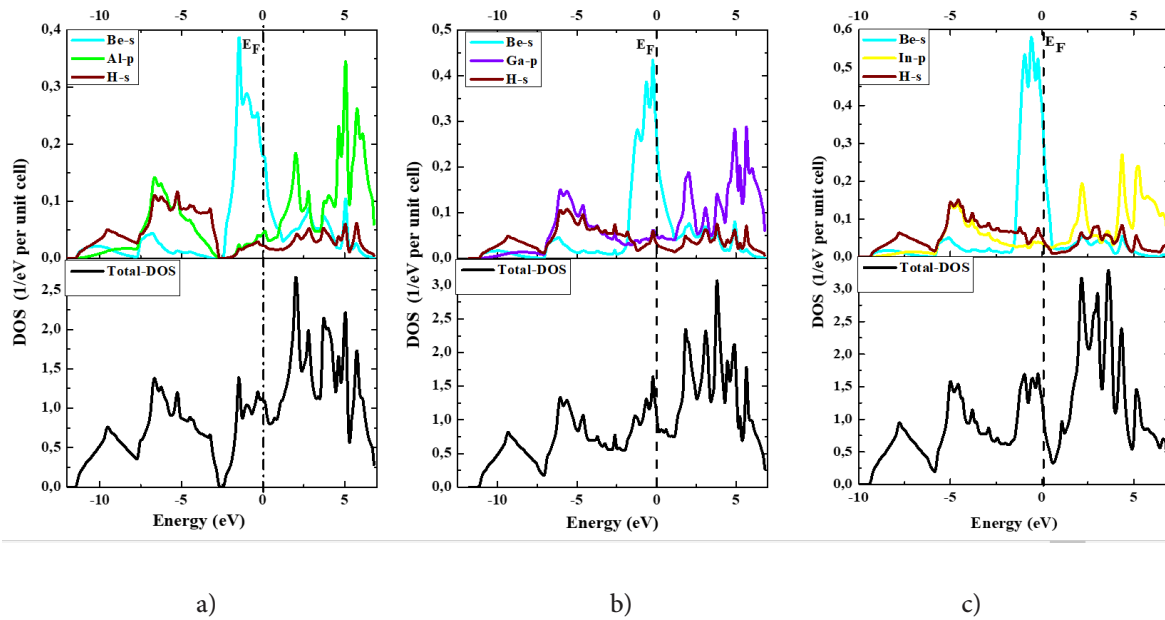 -10 -5 0 5
0,4
0,3
0,2
0,1
0,0
Be-s
Al-p
H-s
E F
Total-DOS
2,5
2,0
1,5
1,0
0,5
0,0
-10 -5 0 5
Energy (eV)
DOS (1/eV per unit cell)
a)
-10 -5 0 5
0,5
0,4
0,3
0,2
0,1
0,0
Be-s
Ga-p
H-s
E F
Total-DOS
3,0
2,5
2,0
1,5
1,0
0,5
0,0
-10 -5 0 5
Energy (eV)
DOS (1/eV per unit cell)
b)
-10 -5 0 5
0,6
0,5
0,4
0,3
0,2
0,1
0,0
Be-s
In-p
H-s
E F
Total-DOS
3,0
2,5
2,0
1,5
1,0
0,5
0,0
-10 -5 0 5
Energy (eV)
DOS (1/eV per unit cell)
c)